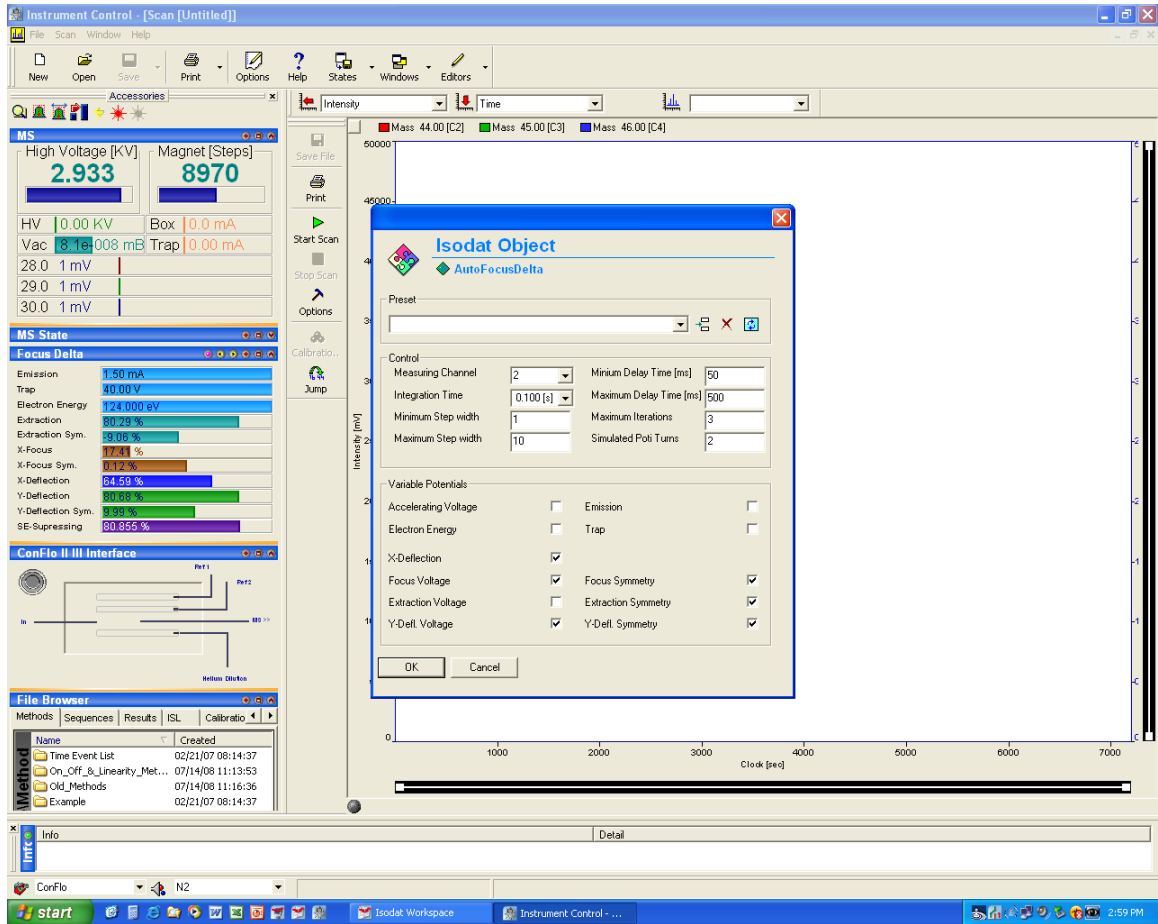 Instrument Control - [Scan [Untitled]]
File Scan Window Help
New Open Save Print Options Help States Windows Editors
Accessories
Intensity Time
MS
High Voltage [KV] Magnet [Steps]
2.933 8970
HV 0.00 KV Box 0.0 mA
Vac 8.1e-008 mB Trap 0.00 mA
28.0 1 mV
29.0 1 mV
30.0 1 mV
MS State
Focus Delta
Emission 1.50 mA
Trap 40.00 V
Electron Energy 124.000 eV
Extraction 80.29 %
Extraction Sym. -9.06 %
X-Focus 17.41 %
X-Focus Sym. 0.12 %
X-Deflection 64.59 %
Y-Deflection 80.68 %
Y-Deflection Sym. 9.99 %
SE-Supressing 80.855 %
ConFlo II III Interface
Ref 1
Ref 2
In
MS >>
Helium Dilution
File Browser
Methods Sequences Results ISL Calibratio
\Method
Name Created
Time Event List 02/21/07 08:14:37
On_Off_&_Linearity_Met... 07/14/08 11:13:53
Old_Methods 07/14/08 11:16:36
Example 02/21/07 08:14:37
Save File
Print
Start Scan
Stop Scan
Options
Calibratio..
Jump
Mass 44.00 [C2] Mass 45.00 [C3] Mass 46.00 [C4]
50000
45000
Intensity [mV]
0
1000 2000 3000 4000 5000 6000 7000
Clock [sec]
Isodat Object
AutoFocusDelta
Preset
Control
Measuring Channel 2 Minium Delay Time [ms] 50
Integration Time 0.100 [s] Maximum Delay Time [ms] 500
Minimum Step width 1 Maximum Iterations 3
Maximum Step width 10 Simulated Poti Turns 2
Variable Potentials
Accelerating Voltage Emission
Electron Energy Trap
X-Deflection
Focus Voltage Focus Symmetry
Extraction Voltage Extraction Symmetry
Y-Defl. Voltage Y-Defl. Symmetry
OK Cancel
Info Detail
Infc
ConFlo N2
start Isodat Workspace Instrument Control - ... 2:59 PM